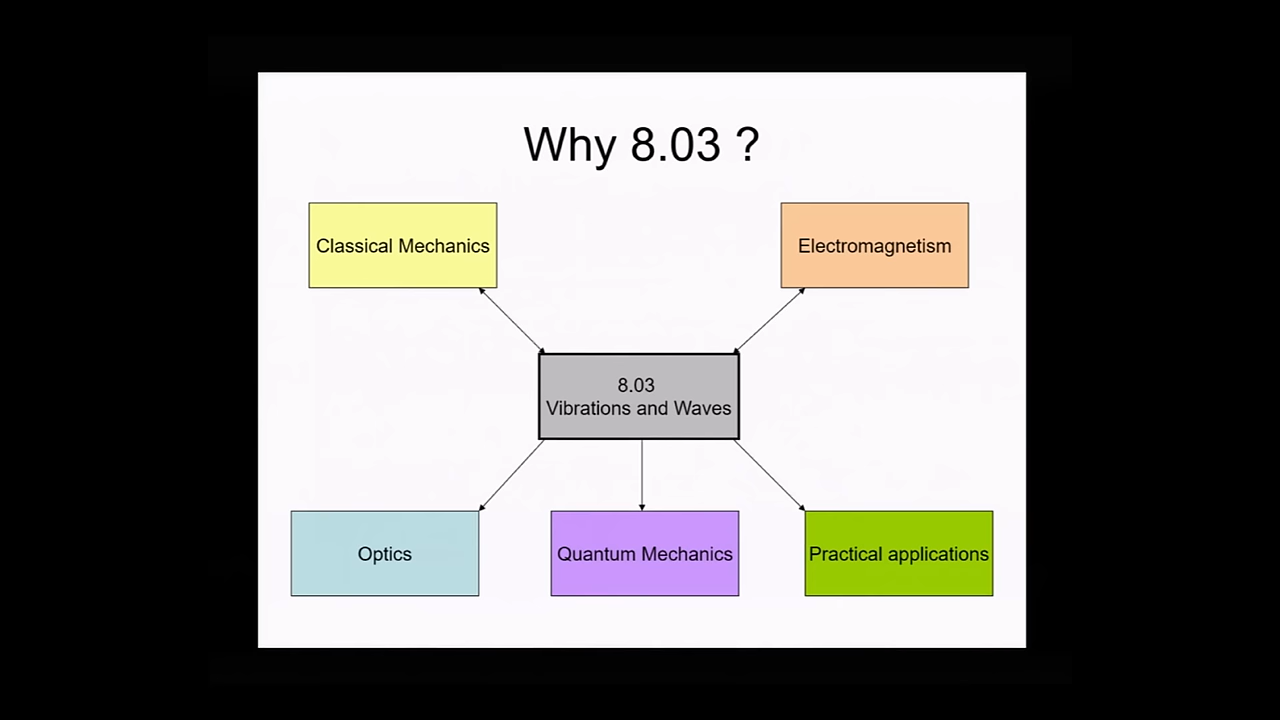 Why 8.03 ?
Classical Mechanics
Electromagnetism
8.03
Vibrations and Waves
Optics
Quantum Mechanics
Practical applications